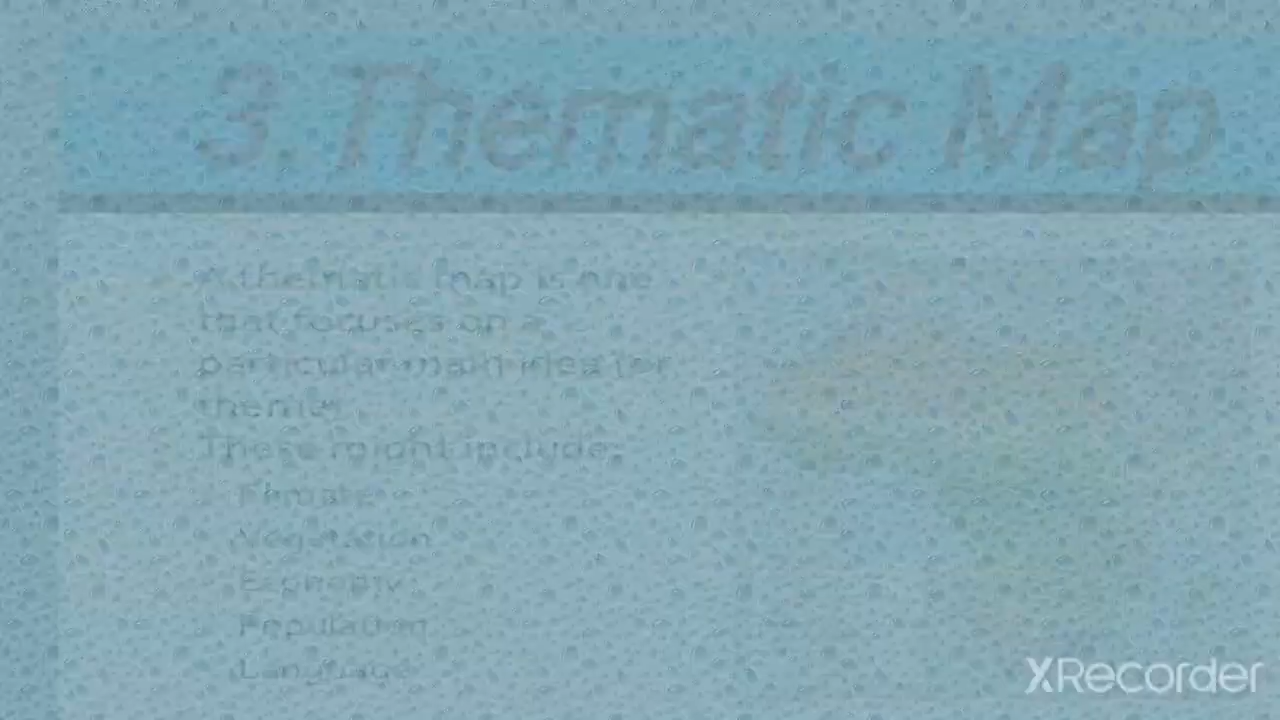 3. Thematic Map
A thematic map is one
that focuses on a
particular main idea (or
theme)
These might include:
Climate
Vegetation
Economy
Population
Language
XRecorder